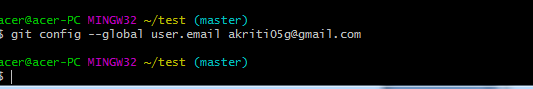 acer@acer-PC MINGW32 ~/test (master)
$ git config --global user.email akriti05g@gmail.com
acer@acer-PC MINGW32 ~/test (master)
$